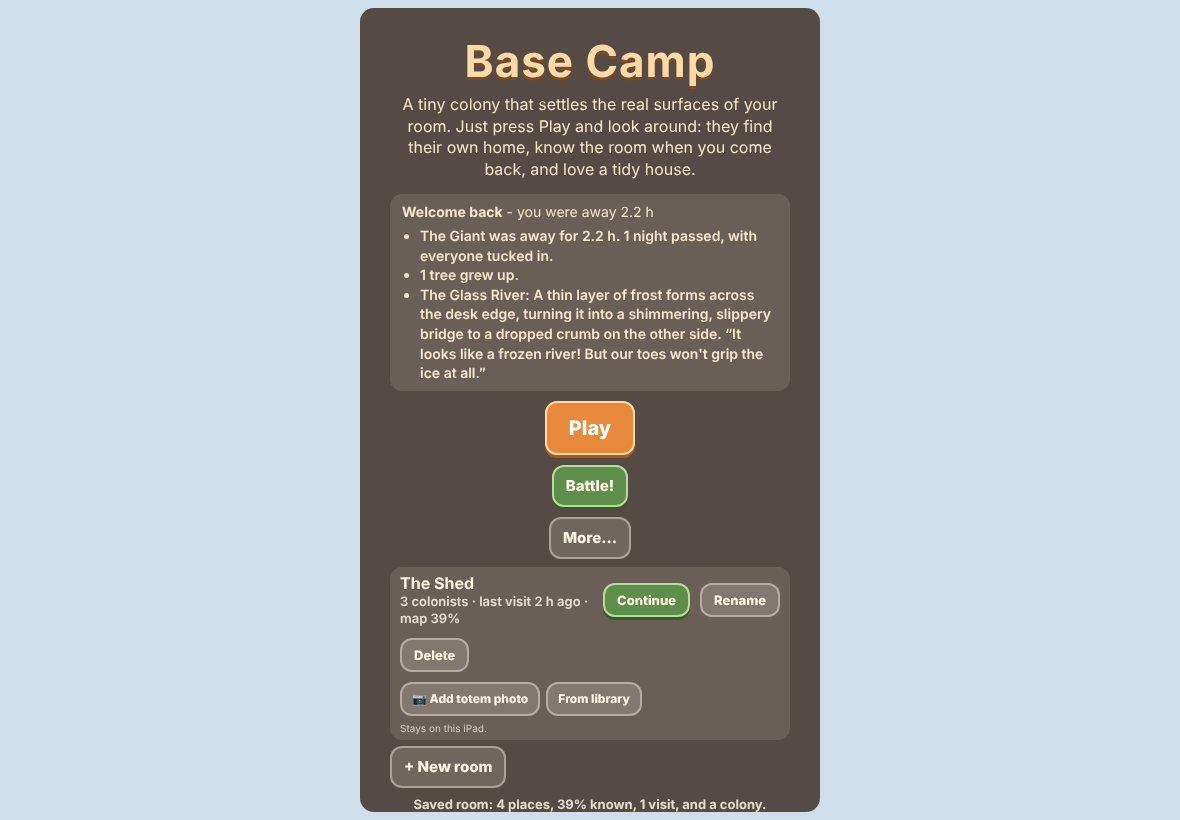 Base Camp
A tiny colony that settles the real surfaces of your
room. Just press Play and look around: they find
their own home, know the room when you come
back, and love a tidy house.
Welcome back - you were away 2.2 h
• The Giant was away for 2.2 h. 1 night passed, with
everyone tucked in.
• 1 tree grew up.
• The Glass River: A thin layer of frost forms across
the desk edge, turning it into a shimmering, slippery
bridge to a dropped crumb on the other side. “It
looks like a frozen river! But our toes won't grip the
ice at all.”
Play
Battle!
More...
The Shed
3 colonists · last visit 2 h ago ·
map 39%
Continue
Rename
Delete
📷 Add totem photo
From library
Stays on this iPad.
+ New room
Saved room: 4 places, 39% known, 1 visit, and a colony.